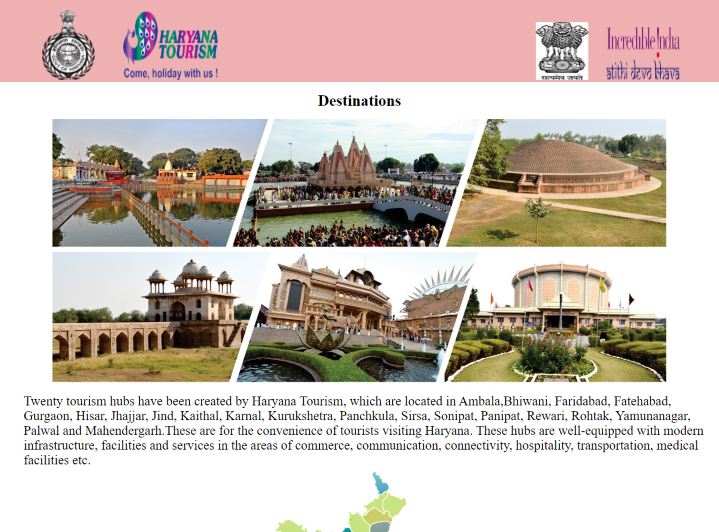 HARYANA
TOURISM
Come, holiday with us !
सत्यमेव जयते
Incredible !ndia
atithi devo bhava
Destinations
Twenty tourism hubs have been created by Haryana Tourism, which are located in Ambala,Bhiwani, Faridabad, Fatehabad,
Gurgaon, Hisar, Jhajjar, Jind, Kaithal, Karnal, Kurukshetra, Panchkula, Sirsa, Sonipat, Panipat, Rewari, Rohtak, Yamunanagar,
Palwal and Mahendergarh.These are for the convenience of tourists visiting Haryana. These hubs are well-equipped with modern
infrastructure, facilities and services in the areas of commerce, communication, connectivity, hospitality, transportation, medical
facilities etc.